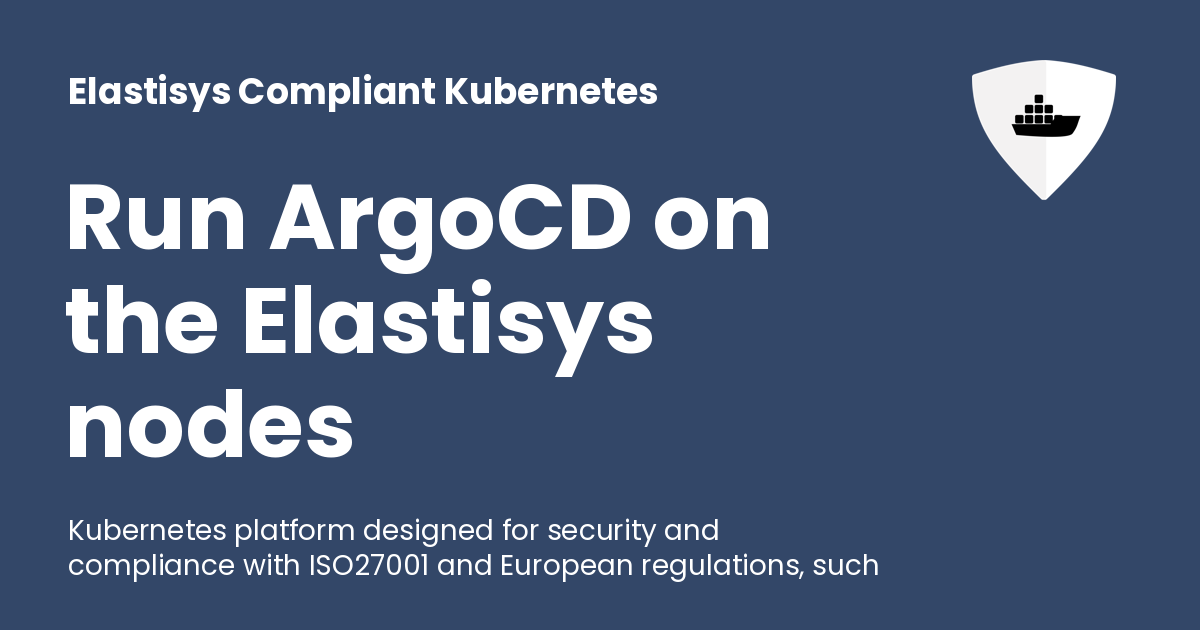 Elastisys Compliant Kubernetes
Run ArgoCD on
the Elastisys
nodes
Kubernetes platform designed for security and
compliance with ISO27001 and European regulations, such